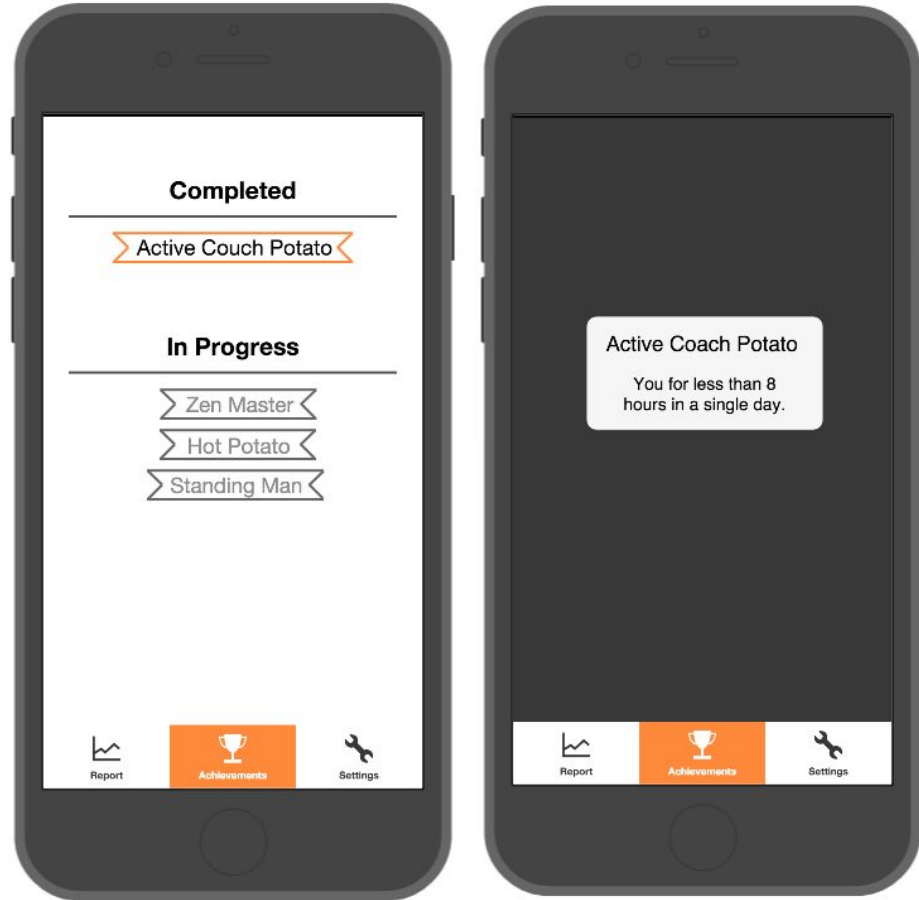 Completed
Active Couch Potato
In Progress
Zen Master
Hot Potato
Standing Man
Report
Achievements
Settings
Active Coach Potato
You for less than 8
hours in a single day.
Report
Achievements
Settings